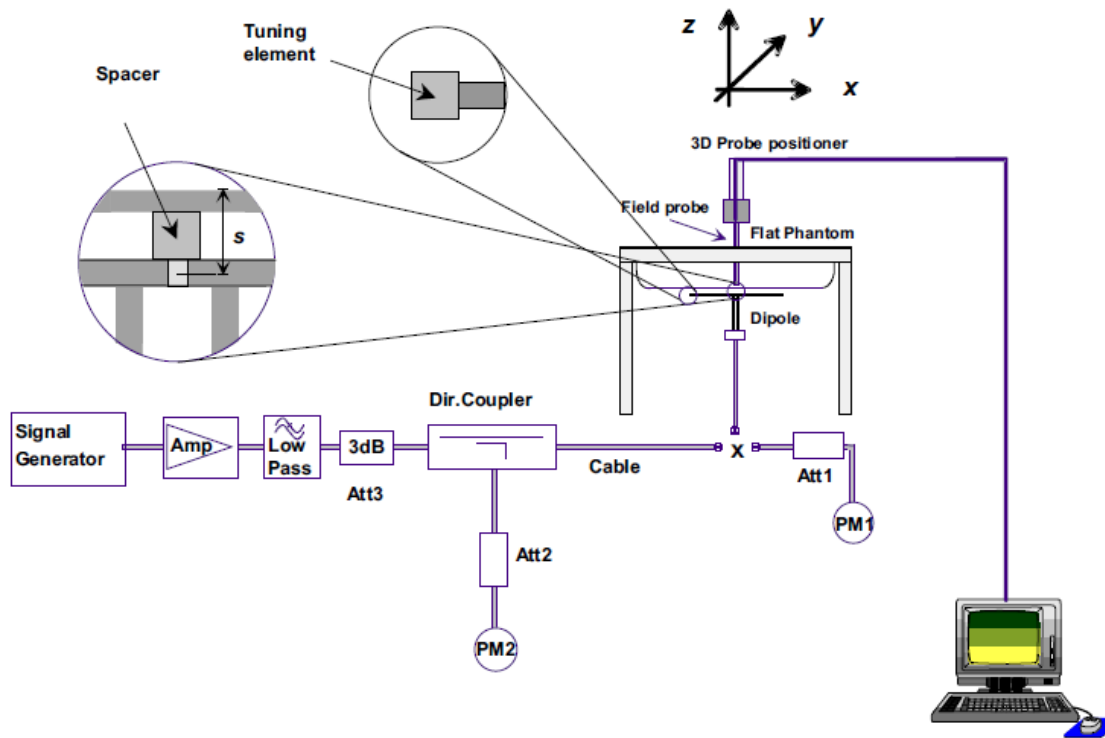 Tuning
element
Spacer
z
y
x
3D Probe positioner
Field probe
Flat Phantom
s
Dipole
Dir.Coupler
Signal
Generator
Amp
Low
Pass
3dB
Att3
Cable
X
Att1
PM1
Att2
PM2